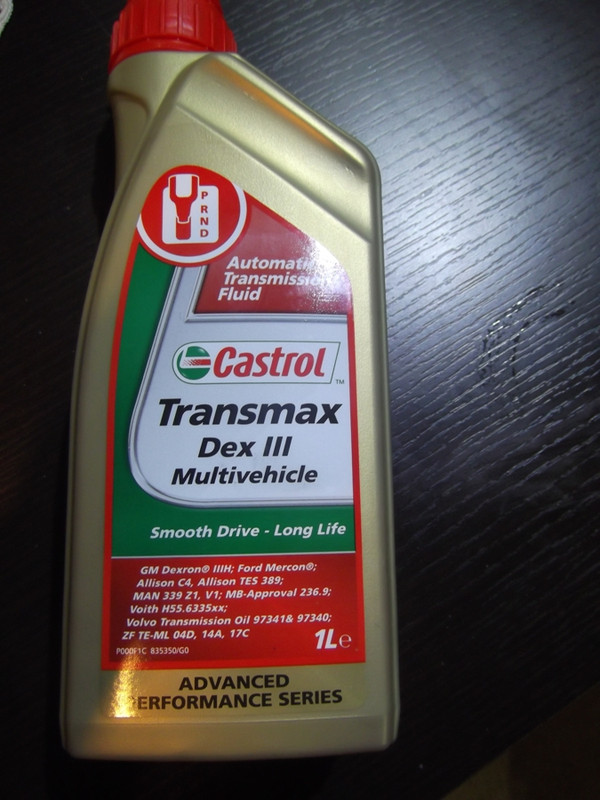 P
R
N
D
Automatic
Transmission
Fluid
Castrol
TM
Transmax
Dex III
Multivehicle
Smooth Drive - Long Life
GM Dexron® IIIH; Ford Mercon®;
Allison C4, Allison TES 389;
MAN 339 Z1, V1; MB-Approval 236.9;
Voith H55.6335xx;
Volvo Transmission Oil 97341& 97340;
ZF TE-ML 04D, 14A, 17C
P000F1C 835350/G0
1L℮
ADVANCED
PERFORMANCE SERIES